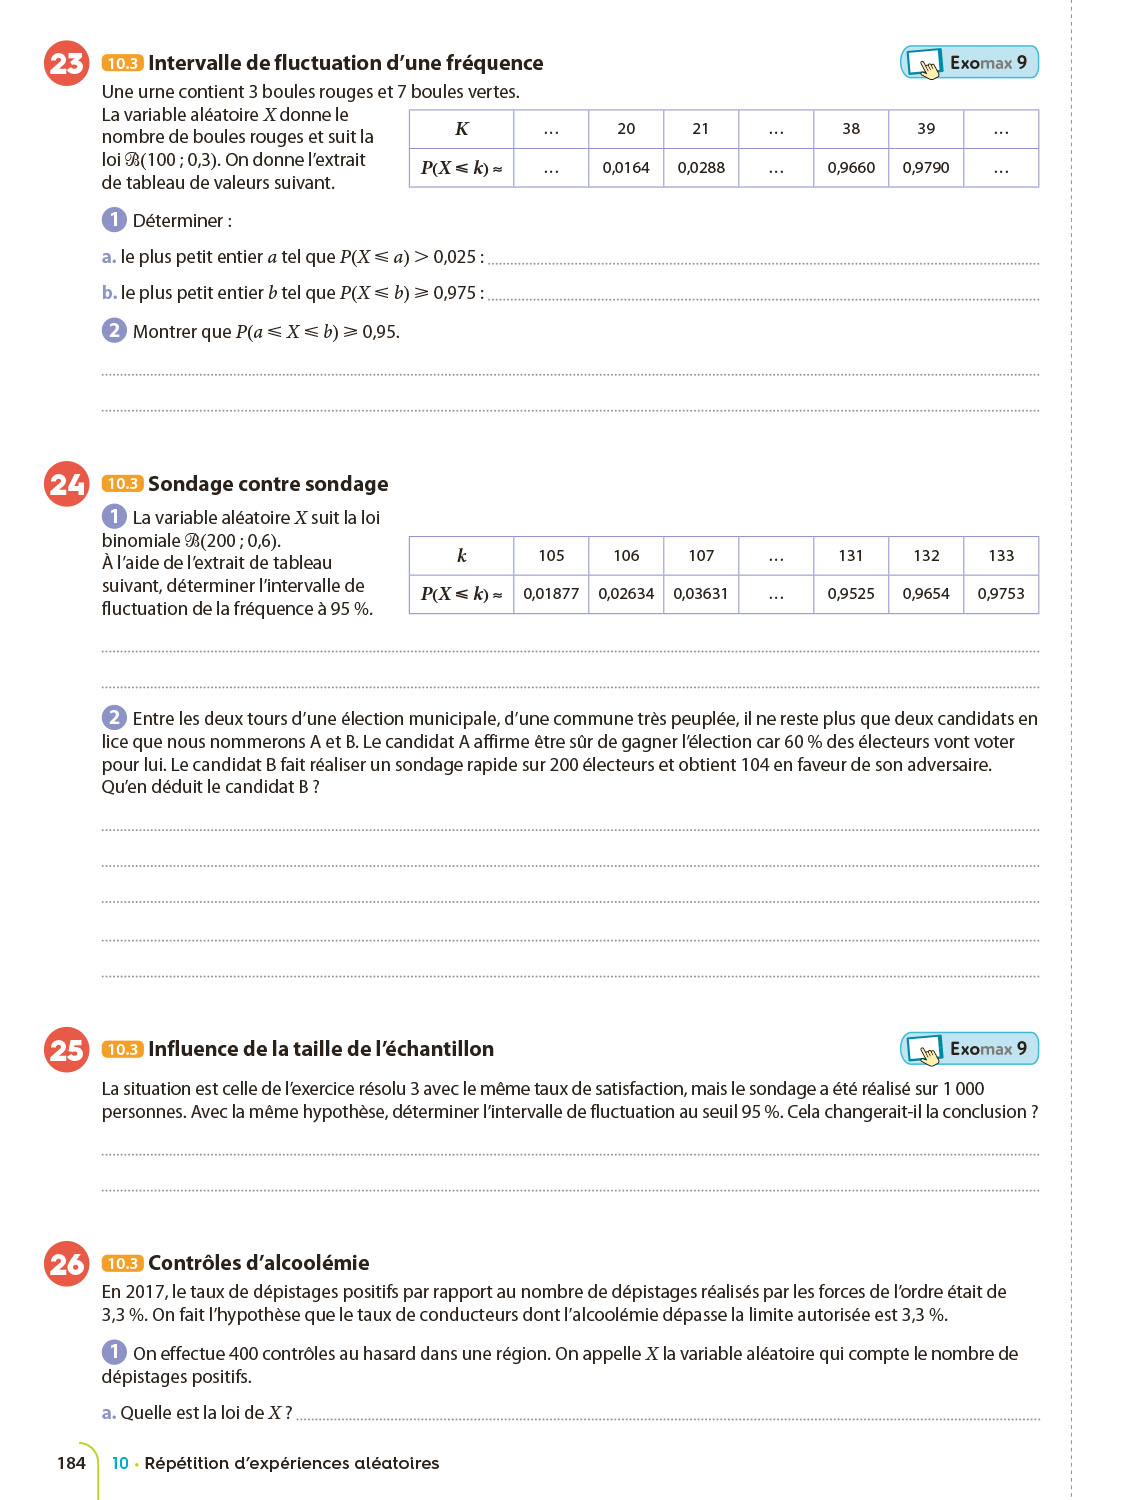 23 10.3 Intervalle de fluctuation d’une fréquence Exomax 9
Une urne contient 3 boules rouges et 7 boules vertes.
La variable aléatoire X donne le
nombre de boules rouges et suit la
loi ℬ(100 ; 0,3). On donne l’extrait
de tableau de valeurs suivant.
K … 20 21 … 38 39 …
P(X ⩽ k) ≈ … 0,0164 0,0288 … 0,9660 0,9790 …
1 Déterminer :
a. le plus petit entier a tel que P(X ⩽ a) > 0,025 :
b. le plus petit entier b tel que P(X ⩽ b) ⩾ 0,975 :
2 Montrer que P(a ⩽ X ⩽ b) ⩾ 0,95.
24 10.3 Sondage contre sondage
1 La variable aléatoire X suit la loi
binomiale ℬ(200 ; 0,6).
À l’aide de l’extrait de tableau
suivant, déterminer l’intervalle de
fluctuation de la fréquence à 95 %.
k 105 106 107 … 131 132 133
P(X ⩽ k) ≈ 0,01877 0,02634 0,03631 … 0,9525 0,9654 0,9753
2 Entre les deux tours d’une élection municipale, d’une commune très peuplée, il ne reste plus que deux candidats en
lice que nous nommerons A et B. Le candidat A affirme être sûr de gagner l’élection car 60 % des électeurs vont voter
pour lui. Le candidat B fait réaliser un sondage rapide sur 200 électeurs et obtient 104 en faveur de son adversaire.
Qu’en déduit le candidat B ?
25 10.3 Influence de la taille de l’échantillon Exomax 9
La situation est celle de l’exercice résolu 3 avec le même taux de satisfaction, mais le sondage a été réalisé sur 1 000
personnes. Avec la même hypothèse, déterminer l’intervalle de fluctuation au seuil 95 %. Cela changerait-il la conclusion ?
26 10.3 Contrôles d’alcoolémie
En 2017, le taux de dépistages positifs par rapport au nombre de dépistages réalisés par les forces de l’ordre était de
3,3 %. On fait l’hypothèse que le taux de conducteurs dont l’alcoolémie dépasse la limite autorisée est 3,3 %.
1 On effectue 400 contrôles au hasard dans une région. On appelle X la variable aléatoire qui compte le nombre de
dépistages positifs.
a. Quelle est la loi de X ?
184 10 • Répétition d’expériences aléatoires